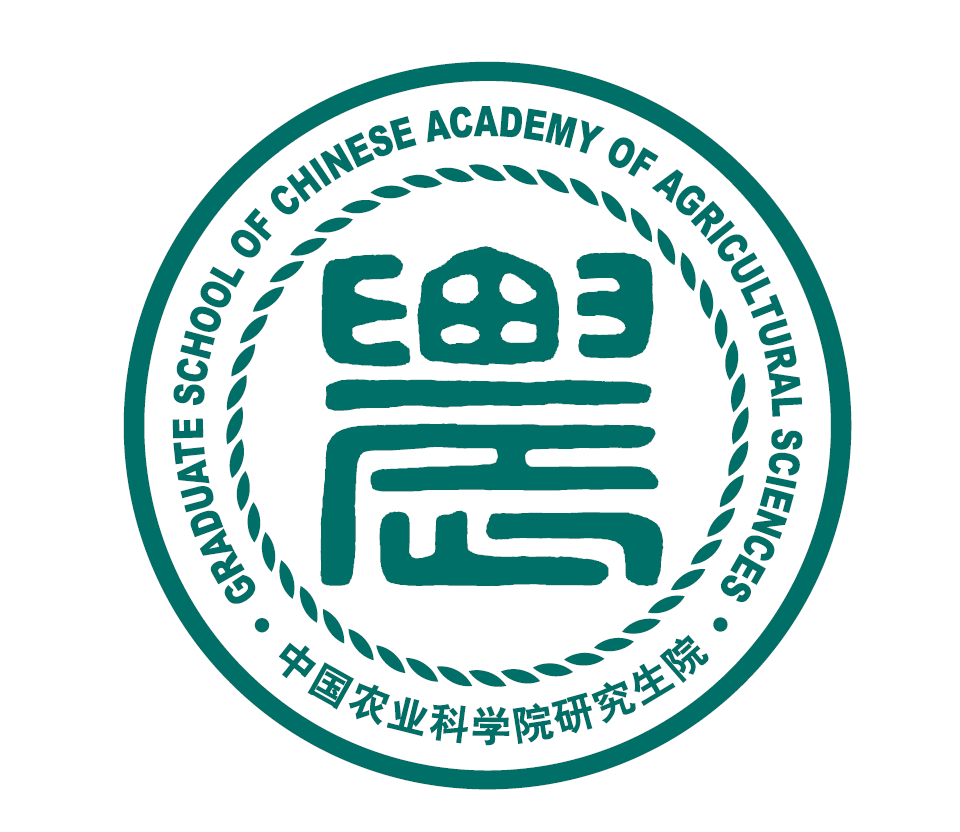 GRADUATE SCHOOL OF CHINESE ACADEMY OF AGRICULTURAL SCIENCES
農
· 中国农业科学院研究生院 ·